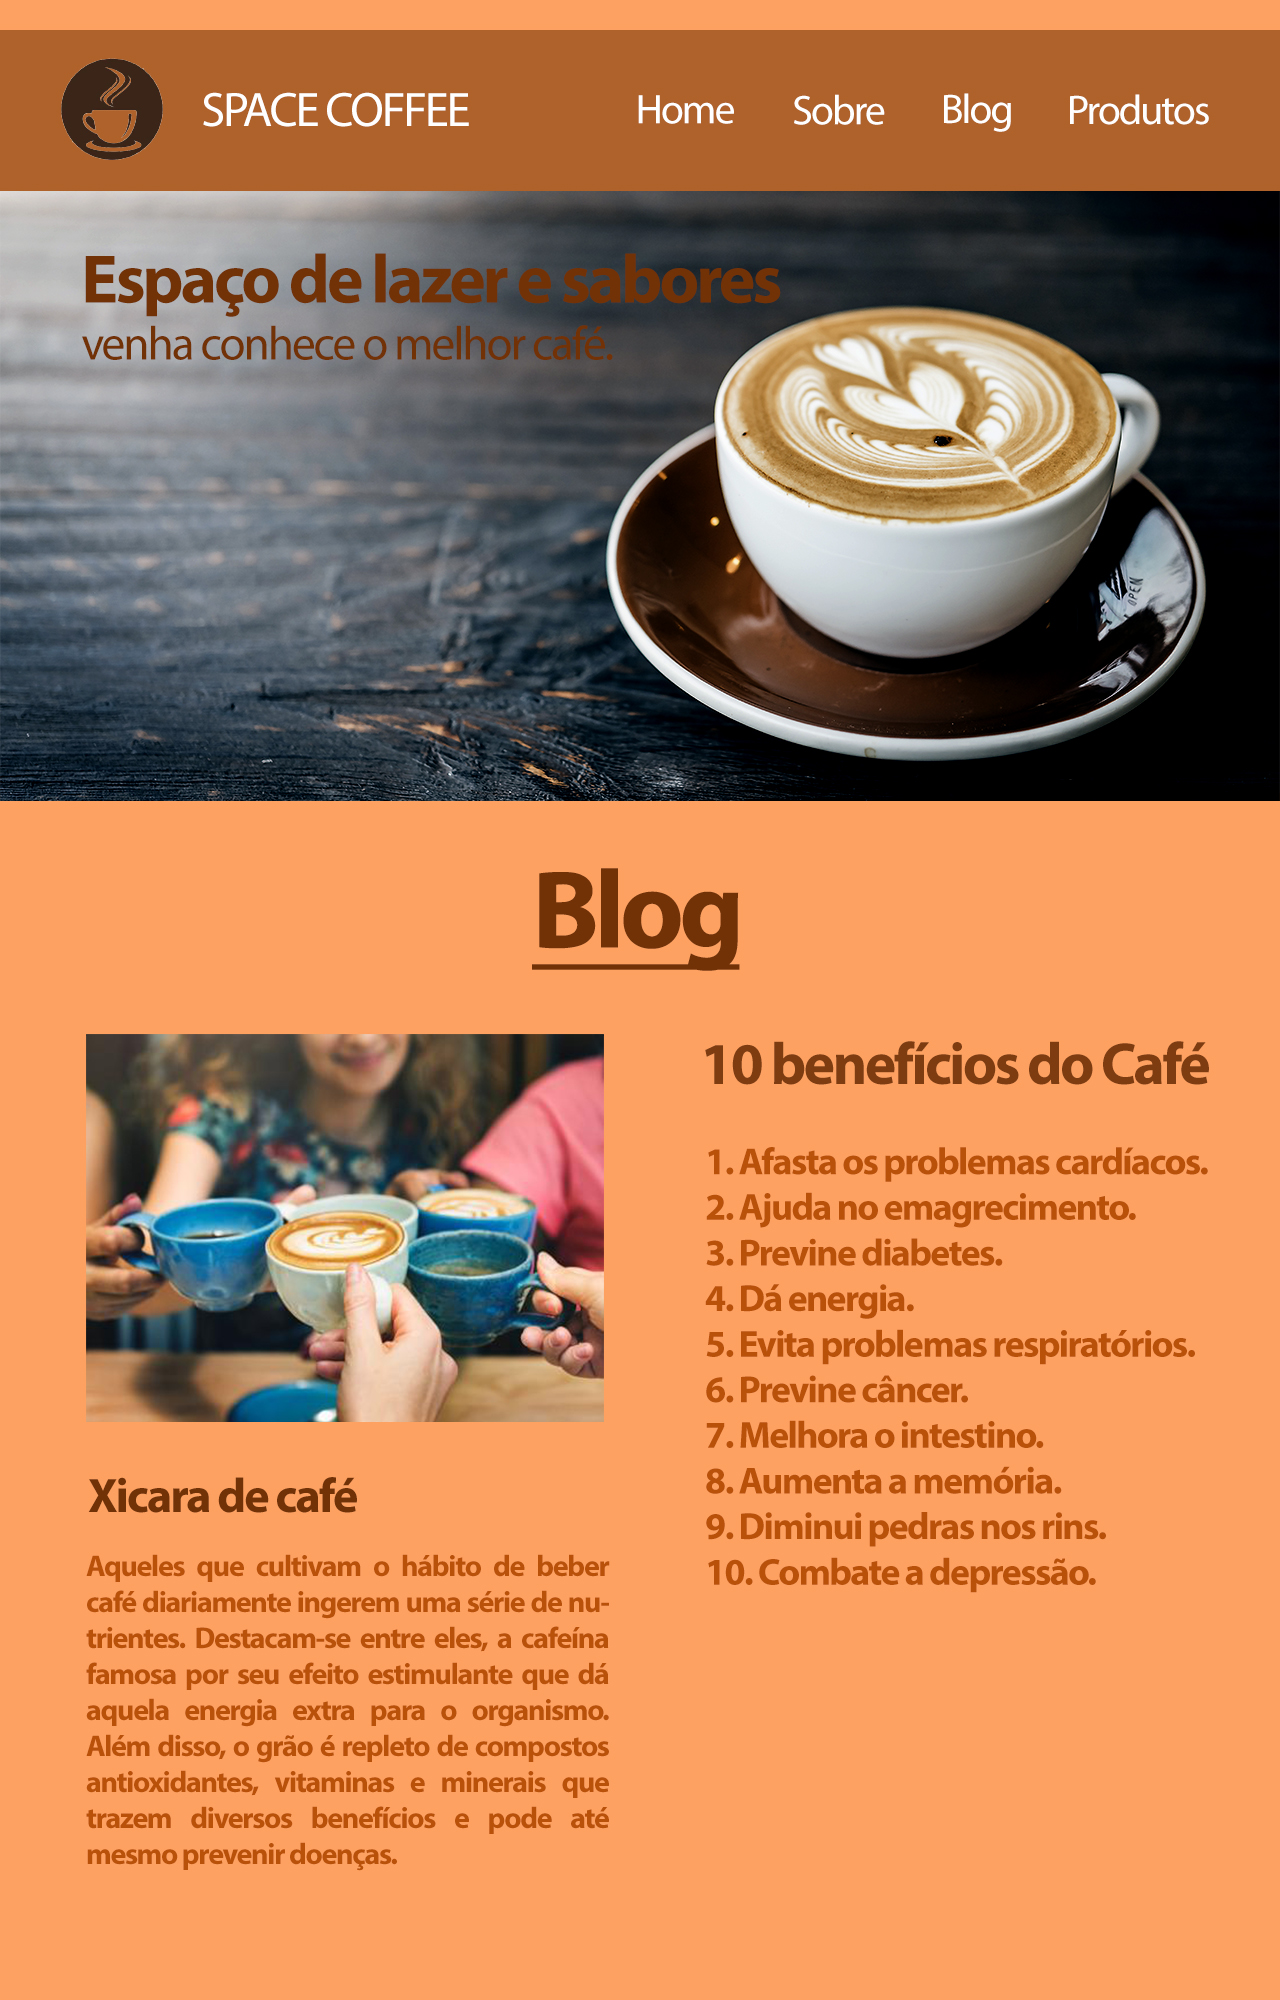 SPACE COFFEE
Home Sobre Blog Produtos
Espaço de lazer e sabores
venha conhece o melhor café.
OPEN
Blog
10 benefícios do Café
1. Afasta os problemas cardíacos.
2. Ajuda no emagrecimento.
3. Previne diabetes.
4. Dá energia.
5. Evita problemas respiratórios.
6. Previne câncer.
7. Melhora o intestino.
8. Aumenta a memória.
9. Diminui pedras nos rins.
10. Combate a depressão.
Xicara de café
Aqueles que cultivam o hábito de beber
café diariamente ingerem uma série de nu-
trientes. Destacam-se entre eles, a cafeína
famosa por seu efeito estimulante que dá
aquela energia extra para o organismo.
Além disso, o grão é repleto de compostos
antioxidantes, vitaminas e minerais que
trazem diversos benefícios e pode até
mesmo prevenir doenças.